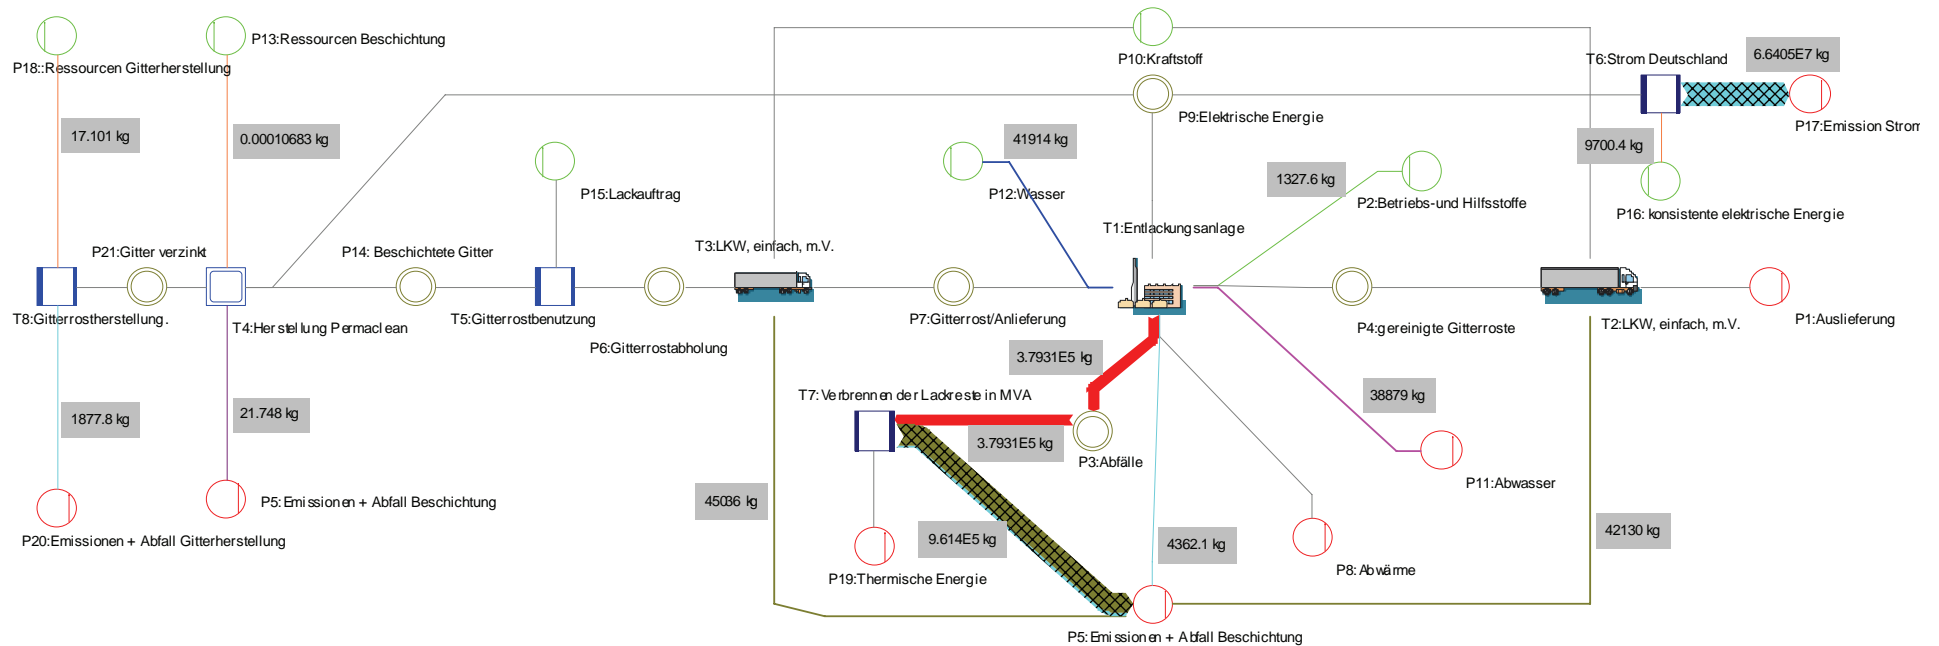 P18::Ressourcen Gitterherstellung
P13:Ressourcen Beschichtung
P10:Kraftstoff
T6:Strom Deutschland
6.6405E7 kg
P17:Emission Strom
17.101 kg
0.00010683 kg
P9:Elektrische Energie
41914 kg
9700.4 kg
P15:Lackauftrag
P12:Wasser
1327.6 kg
P2:Betriebs-und Hilfsstoffe
P16: konsistente elektrische Energie
P21:Gitter verzinkt
P14: Beschichtete Gitter
T3:LKW, einfach, m.V.
T1:Entlackungsanlage
T8:Gitterrostherstellung.
T4:Herstellung Permaclean
T5:Gitterrostbenutzung
P6:Gitterrostabholung
P7:Gitterrost/Anlieferung
P4:gereinigte Gitterroste
T2:LKW, einfach, m.V.
P1:Auslieferung
3.7931E5 kg
T7:Verbrennen der Lackreste in MVA
38879 kg
1877.8 kg
21.748 kg
3.7931E5 kg
P3:Abfälle
P11:Abwasser
P5:Emissionen + Abfall Beschichtung
45036 kg
42130 kg
P20:Emissionen + Abfall Gitterherstellung
9.614E5 kg
4362.1 kg
P19:Thermische Energie
P8:Abwärme
P5:Emissionen + Abfall Beschichtung